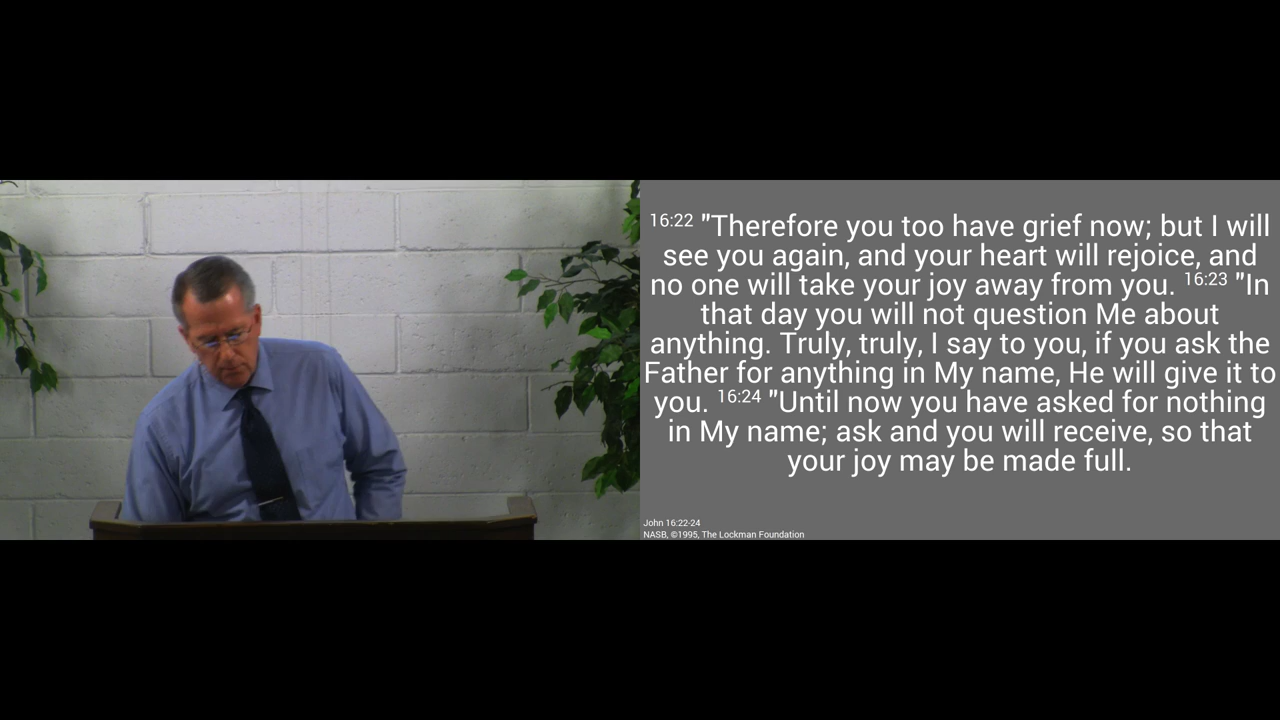 16:22 "Therefore you too have grief now; but I will
see you again, and your heart will rejoice, and
no one will take your joy away from you. 16:23 "In
that day you will not question Me about
anything. Truly, truly, I say to you, if you ask the
Father for anything in My name, He will give it to
you. 16:24 "Until now you have asked for nothing
in My name; ask and you will receive, so that
your joy may be made full.
John 16:22-24
NASB, ©1995, The Lockman Foundation